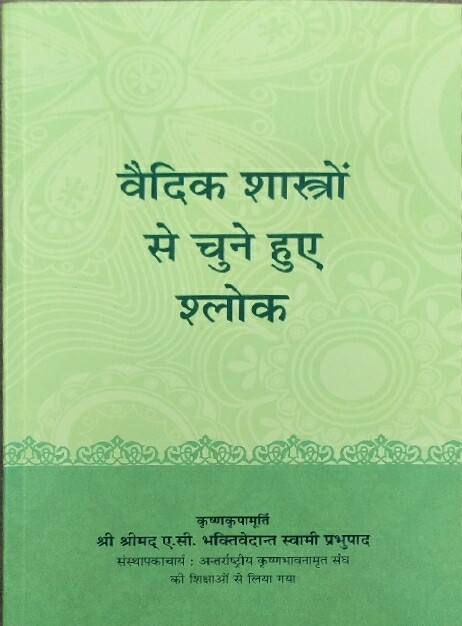 वैदिक शास्त्रों
से चुने हुए
श्लोक
कृष्णकृपामूर्ति
श्री श्रीमद् ए.सी. भक्तिवेदान्त स्वामी प्रभुपाद
संस्थापकाचार्य : अन्तर्राष्ट्रीय कृष्णभावनामृत संघ
की शिक्षाओं से लिया गया